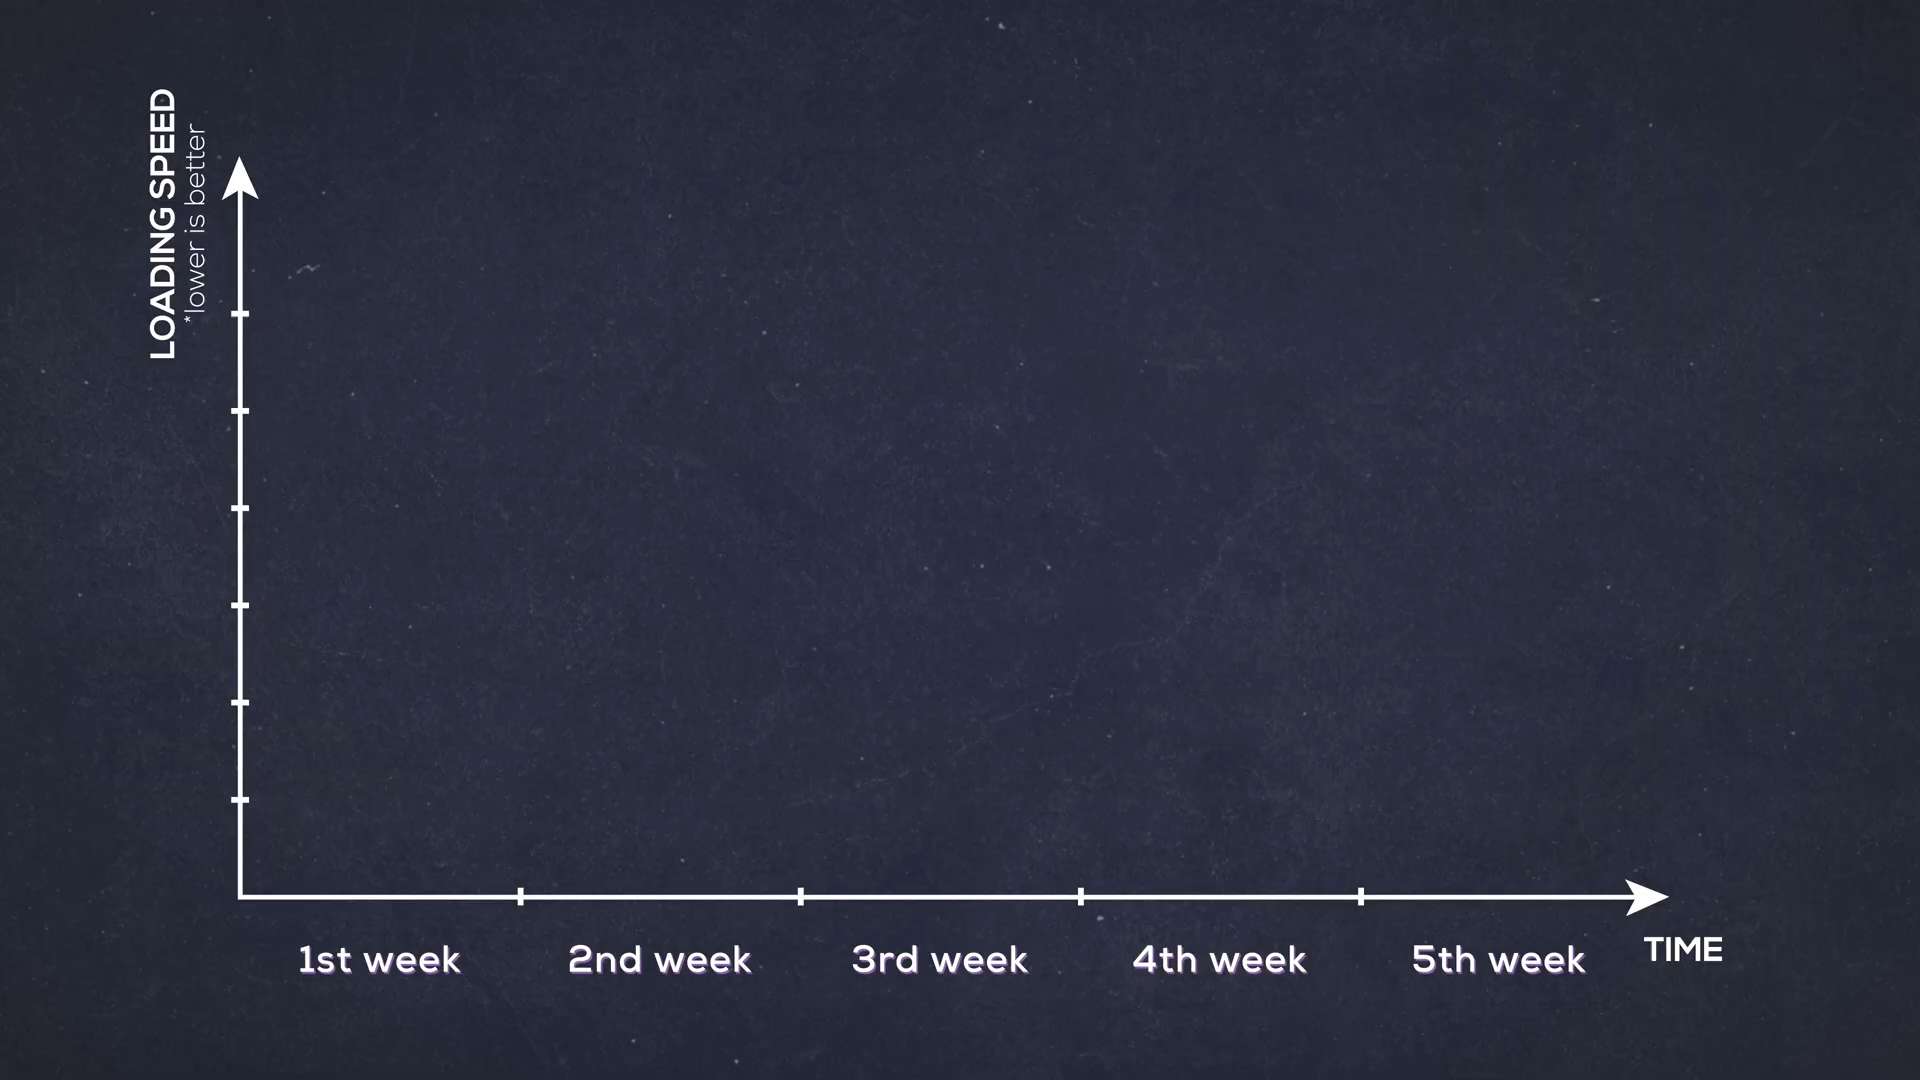 LOADING SPEED
*lower is better
1st week
2nd week
3rd week
4th week
5th week
TIME